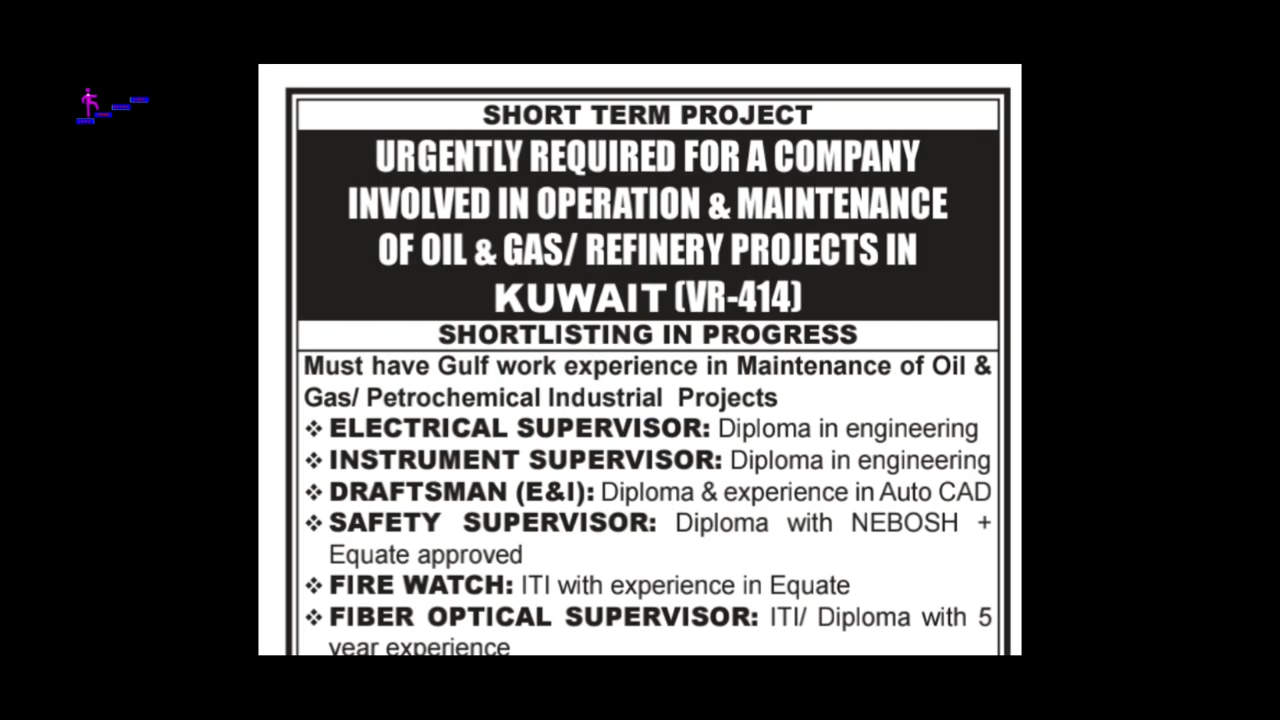 SHORT TERM PROJECT
URGENTLY REQUIRED FOR A COMPANY
INVOLVED IN OPERATION & MAINTENANCE
OF OIL & GAS/ REFINERY PROJECTS IN
KUWAIT (VR-414)
SHORTLISTING IN PROGRESS
Must have Gulf work experience in Maintenance of Oil &
Gas/ Petrochemical Industrial Projects
❖ ELECTRICAL SUPERVISOR: Diploma in engineering
❖ INSTRUMENT SUPERVISOR: Diploma in engineering
❖ DRAFTSMAN (E&I): Diploma & experience in Auto CAD
❖ SAFETY SUPERVISOR: Diploma with NEBOSH +
Equate approved
❖ FIRE WATCH: ITI with experience in Equate
❖ FIBER OPTICAL SUPERVISOR: ITI/ Diploma with 5
year experience